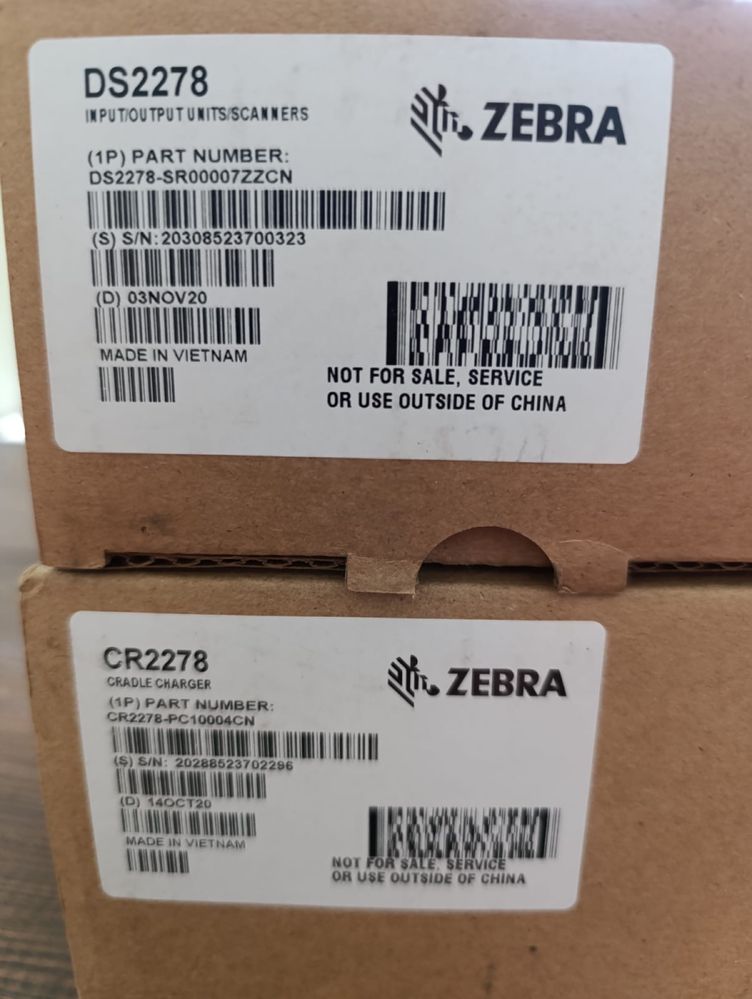 DS2278
INPUT/OUTPUT UNITS/SCANNERS
ZEBRA
(1P) PART NUMBER:
DS2278-SR00007ZZCN
(S) S/N: 20308523700323
(D) 03NOV20
MADE IN VIETNAM
NOT FOR SALE, SERVICE
OR USE OUTSIDE OF CHINA
CR2278
CRADLE CHARGER
ZEBRA
(1P) PART NUMBER:
CR2278-PC10004CN
(S) S/N: 20288523702296
(D) 14OCT20
MADE IN VIETNAM
NOT FOR SALE, SERVICE
OR USE OUTSIDE OF CHINA